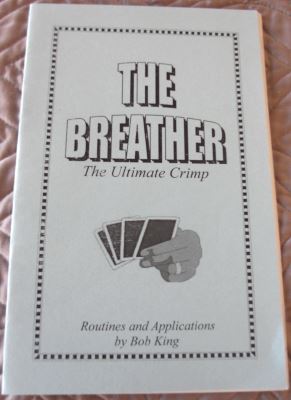 THE
BREATHER
The Ultimate Crimp
Routines and Applications
by Bob King